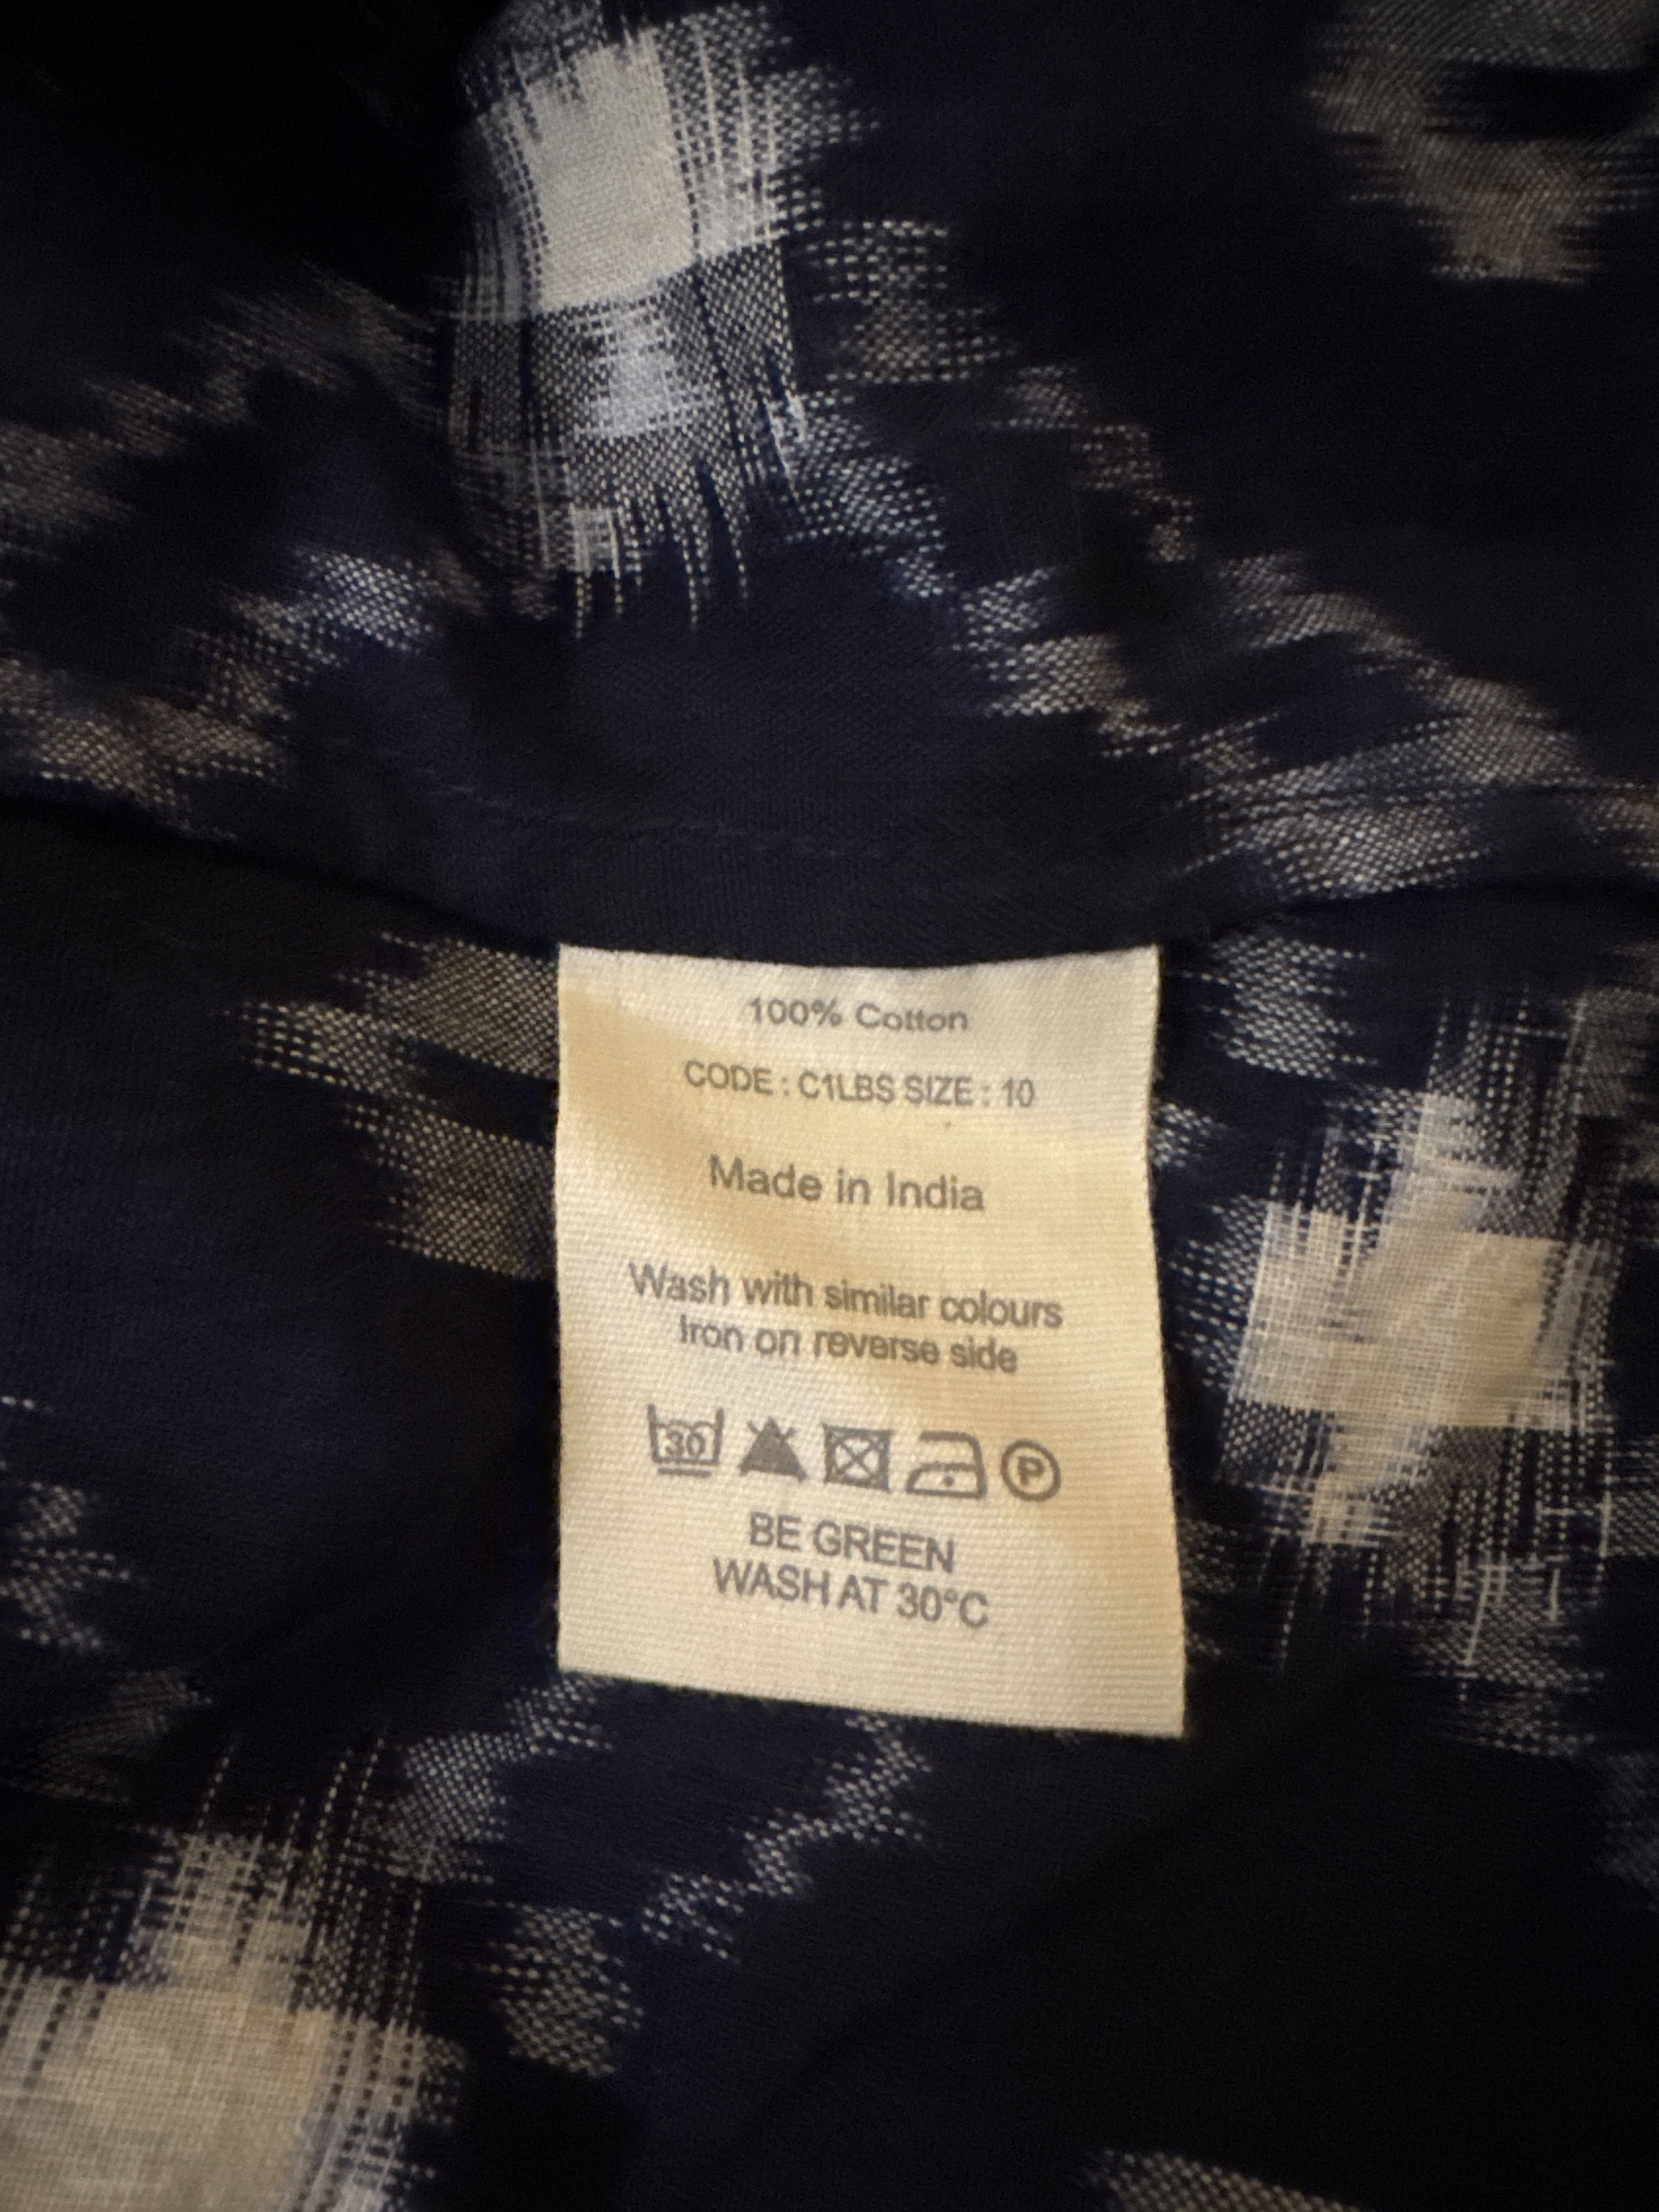 100% Cotton
CODE : C1LBS SIZE : 10
Made in India
Wash with similar colours
Iron on reverse side
30 P
BE GREEN
WASH AT 30°C